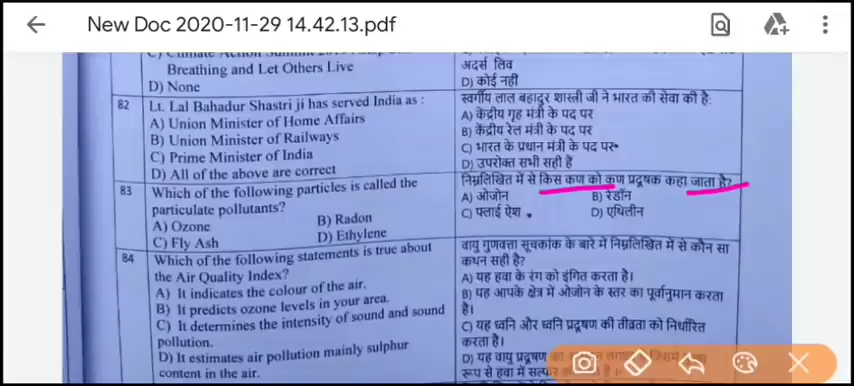 New Doc 2020-11-29 14.42.13.pdf
Breathing and Let Others Live
D) None
अदर्स लिव
D) कोई नहीं
82
Lt. Lal Bahadur Shastri ji has served India as :
A) Union Minister of Home Affairs
B) Union Minister of Railways
C) Prime Minister of India
D) All of the above are correct
स्वर्गीय लाल बहादुर शास्त्री जी ने भारत की सेवा की है:
A) केंद्रीय गृह मंत्री के पद पर
B) केंद्रीय रेल मंत्री के पद पर
C) भारत के प्रधान मंत्री के पद पर
D) उपरोक्त सभी सही हैं
83
Which of the following particles is called the
particulate pollutants?
A) Ozone B) Radon
C) Fly Ash D) Ethylene
निम्नलिखित में से किस कण को कण प्रदूषक कहा जाता है?
A) ओजोन B) रेडॉन
C) फ्लाई ऐश D) एथिलीन
84
Which of the following statements is true about
the Air Quality Index?
A) It indicates the colour of the air.
B) It predicts ozone levels in your area.
C) It determines the intensity of sound and sound
pollution.
D) It estimates air pollution mainly sulphur
content in the air.
वायु गुणवत्ता सूचकांक के बारे में निम्नलिखित में से कौन सा
कथन सही है?
A) यह हवा के रंग को इंगित करता है।
B) यह आपके क्षेत्र में ओजोन के स्तर का पूर्वानुमान करता
है।
C) यह ध्वनि और ध्वनि प्रदूषण की तीव्रता को निर्धारित
करता है।
D) यह वायु प्रदूषण
रूप से हवा में